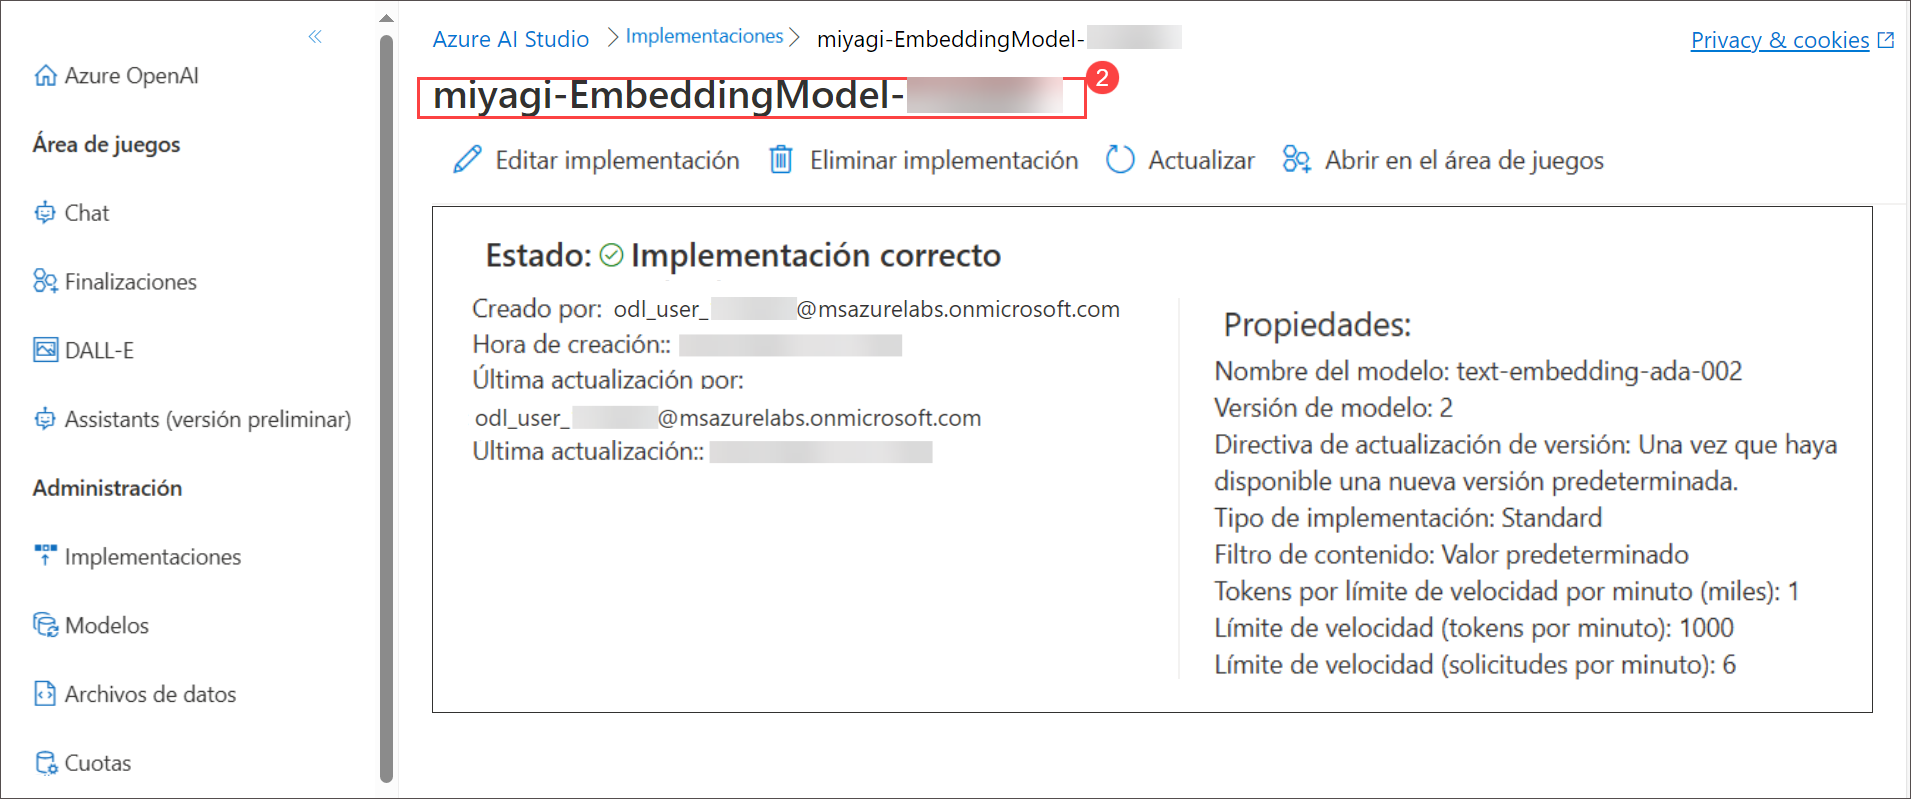 «
Azure OpenAI
Área de juegos
Chat
Finalizaciones
DALL-E
Assistants (versión preliminar)
Administración
Implementaciones
Modelos
Archivos de datos
Cuotas
Azure AI Studio > Implementaciones > miyagi-EmbeddingModel-
Privacy & cookies
miyagi-EmbeddingModel-
2
Editar implementación Eliminar implementación Actualizar Abrir en el área de juegos
Estado: Implementación correcto
Creado por: odl_user_ @msazurelabs.onmicrosoft.com
Hora de creación::
Última actualización por:
odl_user_ @msazurelabs.onmicrosoft.com
Ultima actualización::
Propiedades:
Nombre del modelo: text-embedding-ada-002
Versión de modelo: 2
Directiva de actualización de versión: Una vez que haya
disponible una nueva versión predeterminada.
Tipo de implementación: Standard
Filtro de contenido: Valor predeterminado
Tokens por límite de velocidad por minuto (miles): 1
Límite de velocidad (tokens por minuto): 1000
Límite de velocidad (solicitudes por minuto): 6